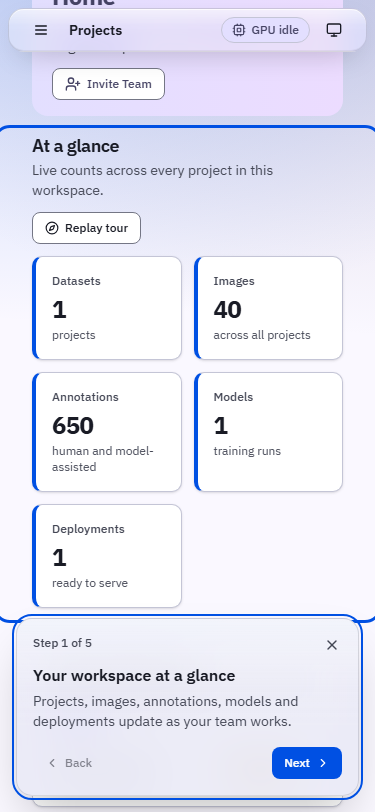 Home
Projects
GPU idle
Invite Team
At a glance
Live counts across every project in this
workspace.
Replay tour
Datasets
1
projects
Images
40
across all projects
Annotations
650
human and model-
assisted
Models
1
training runs
Deployments
1
ready to serve
Step 1 of 5
Your workspace at a glance
Projects, images, annotations, models and
deployments update as your team works.
Back
Next